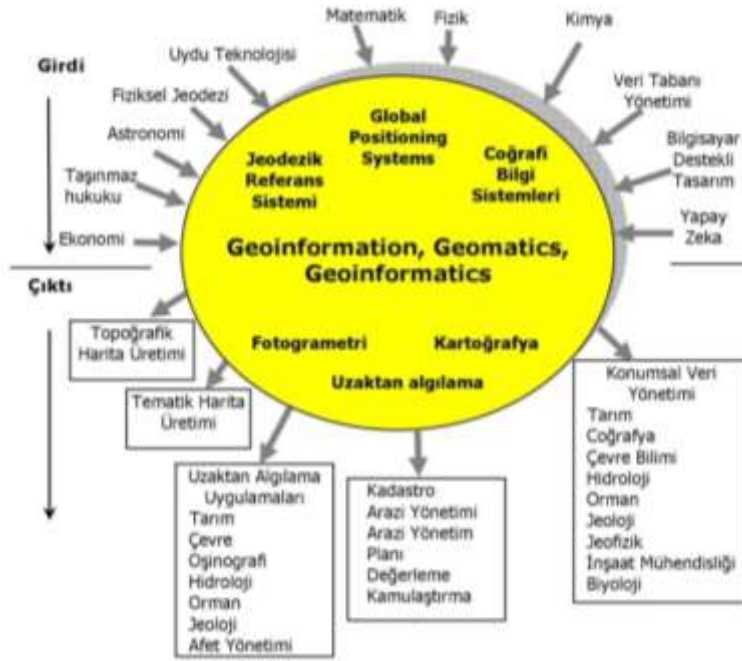 Matematik
Fizik
Kimya
Uydu Teknolojisi
Girdi
Fiziksel Jeodezi
Astronomi
Taşınmaz
hukuku
Ekonomi
Veri Tabanı
Yönetimi
Bilgisayar
Destekli
Tasarım
Yapay
Zeka
Global
Positioning
Systems
Jeodezik
Referans
Sistemi
Coğrafi
Bilgi
Sistemleri
Geoinformation, Geomatics,
Geoinformatics
Fotogrametri
Kartoğrafya
Uzaktan algılama
Çıktı
Topoğrafik
Harita Üretimi
Tematik Harita
Üretimi
Uzaktan Algılama
Uygulamaları
Tarım
Çevre
Oşinografi
Hidroloji
Orman
Jeoloji
Afet Yönetimi
Kadastro
Arazi Yönetimi
Arazi Yönetim
Planı
Değerleme
Kamulaştırma
Konumsal Veri
Yönetimi
Tarım
Coğrafya
Çevre Bilimi
Hidroloji
Orman
Jeoloji
Jeofizik
İnşaat Mühendisliği
Biyoloji